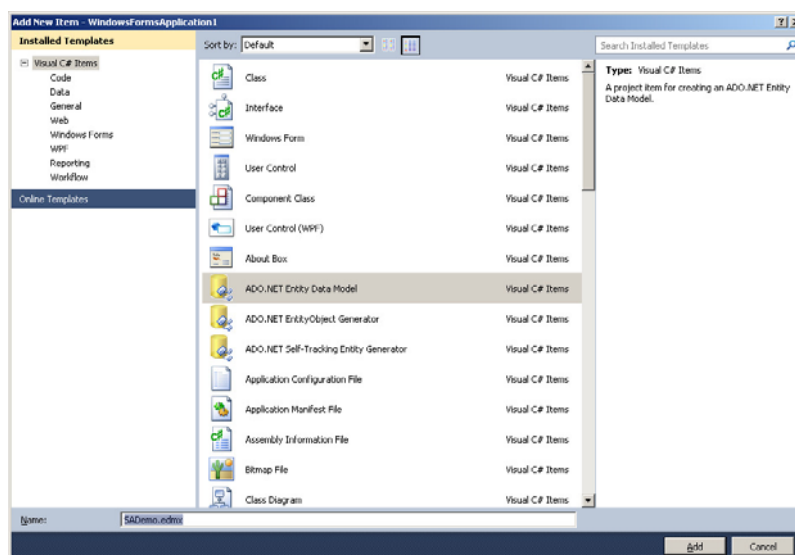 Add New Item - WindowsFormsApplication1
Installed Templates
Sort by: Default
Search Installed Templates
Visual C# Items
Code
Data
General
Web
Windows Forms
WPF
Reporting
Workflow
Online Templates
Class Visual C# Items
Interface Visual C# Items
Windows Form Visual C# Items
User Control Visual C# Items
Component Class Visual C# Items
User Control (WPF) Visual C# Items
About Box Visual C# Items
ADO.NET Entity Data Model Visual C# Items
ADO.NET EntityObject Generator Visual C# Items
ADO.NET Self-Tracking Entity Generator Visual C# Items
Application Configuration File Visual C# Items
Application Manifest File Visual C# Items
Assembly Information File Visual C# Items
Bitmap File Visual C# Items
Class Diagram Visual C# Items
Type: Visual C# Items
A project item for creating an ADO.NET Entity
Data Model.
Name: SADemo.edmx
Add Cancel